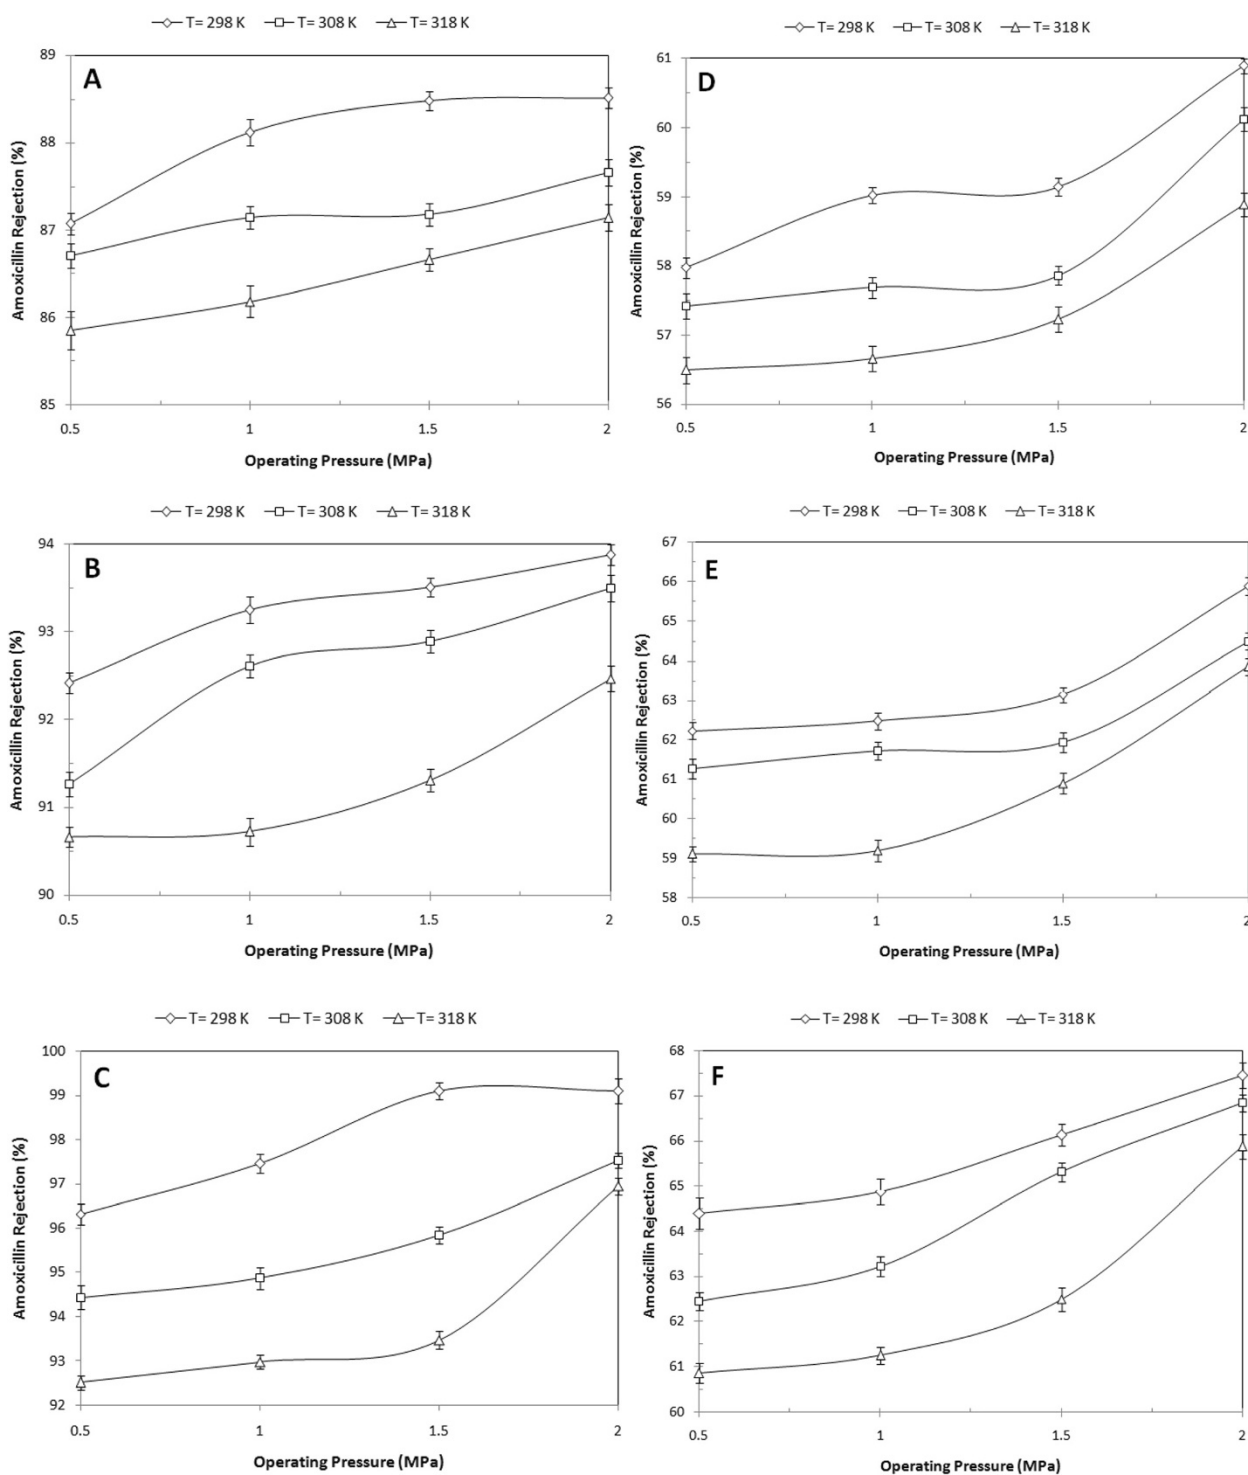 T= 298 K T= 308 K T= 318 K
A
Amoxicillin Rejection (%)
89
88
87
86
85
0.5 1 1.5 2
Operating Pressure (MPa)
T= 298 K T= 308 K T= 318 K
D
Amoxicillin Rejection (%)
61
60
59
58
57
56
0.5 1 1.5 2
Operating Pressure (MPa)
T= 298 K T= 308 K T= 318 K
B
Amoxicillin Rejection (%)
94
93
92
91
90
0.5 1 1.5 2
Operating Pressure (MPa)
T= 298 K T= 308 K T= 318 K
E
Amoxicillin Rejection (%)
67
66
65
64
63
62
61
60
59
58
0.5 1 1.5 2
Operating Pressure (MPa)
T= 298 K T= 308 K T= 318 K
C
Amoxicillin Rejection (%)
100
99
98
97
96
95
94
93
92
0.5 1 1.5 2
Operating Pressure (MPa)
T= 298 K T= 308 K T= 318 K
F
Amoxicillin Rejection (%)
68
67
66
65
64
63
62
61
60
0.5 1 1.5 2
Operating Pressure (MPa)